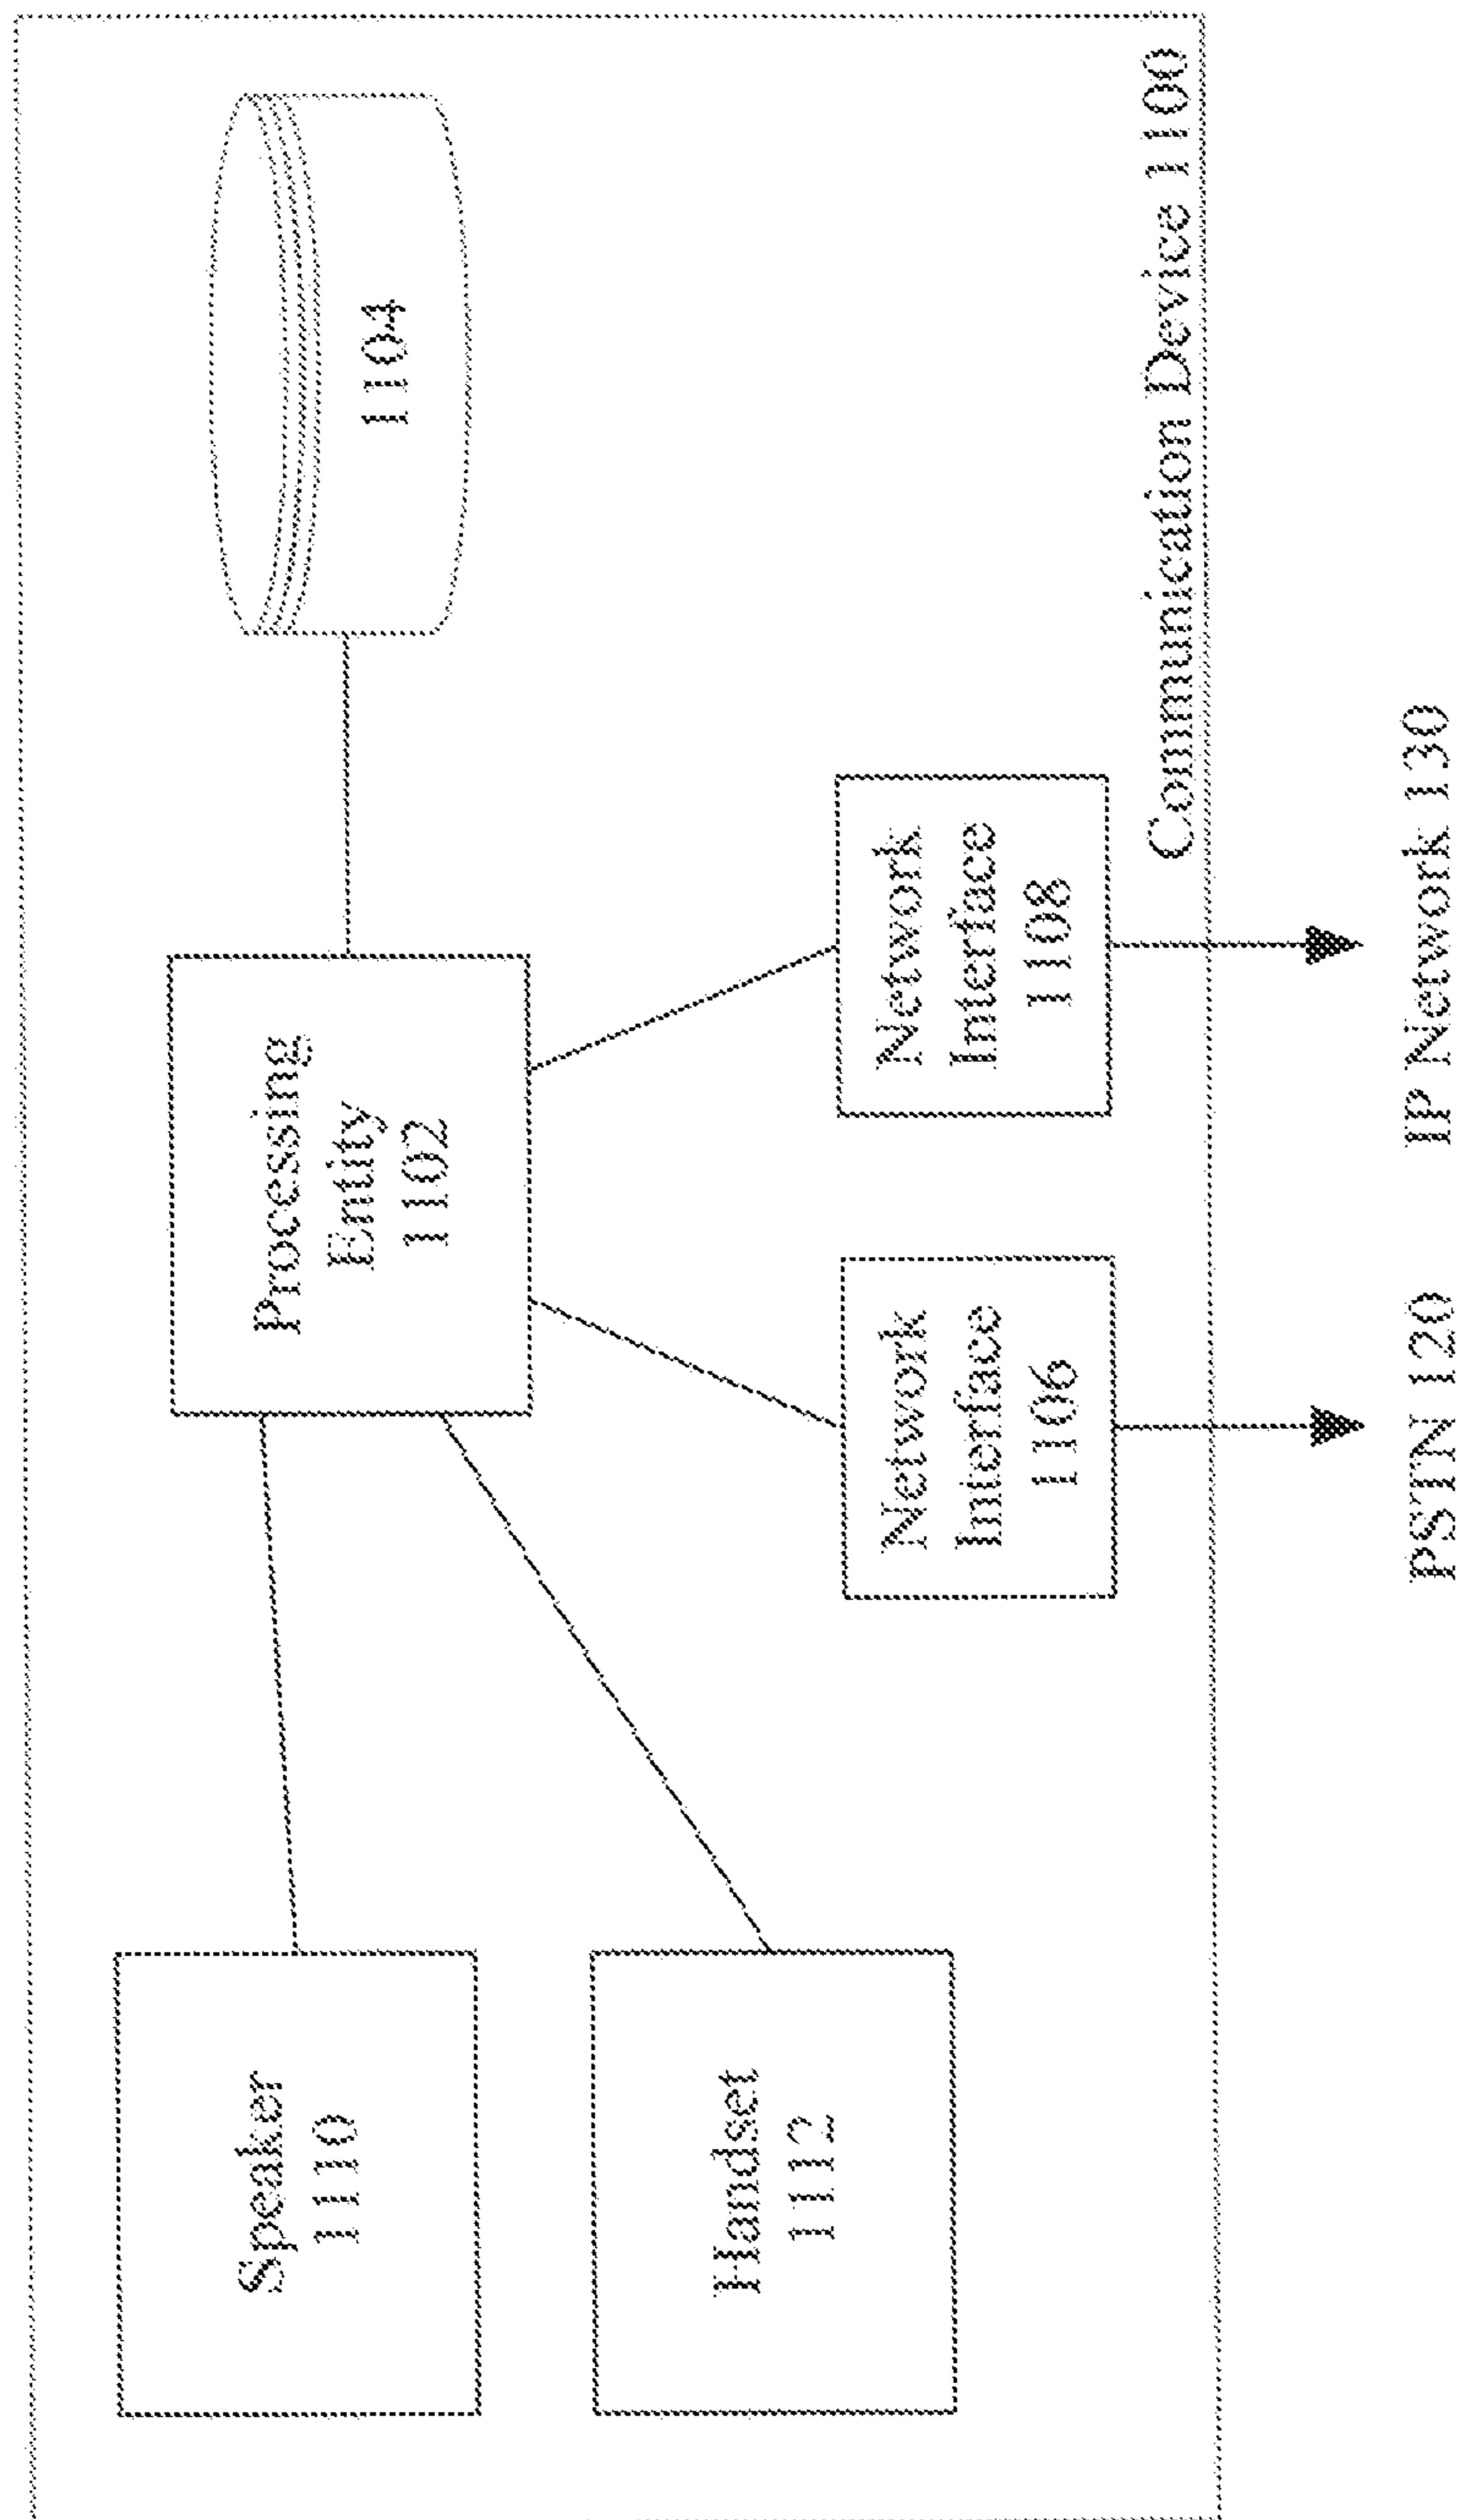 Speaker
1110
Processing
Entity
1102
1104
Handset
1112
Network
Interface
1106
Network
Interface
1108
Communication Device 1100
PSTN 120
IP Network 130